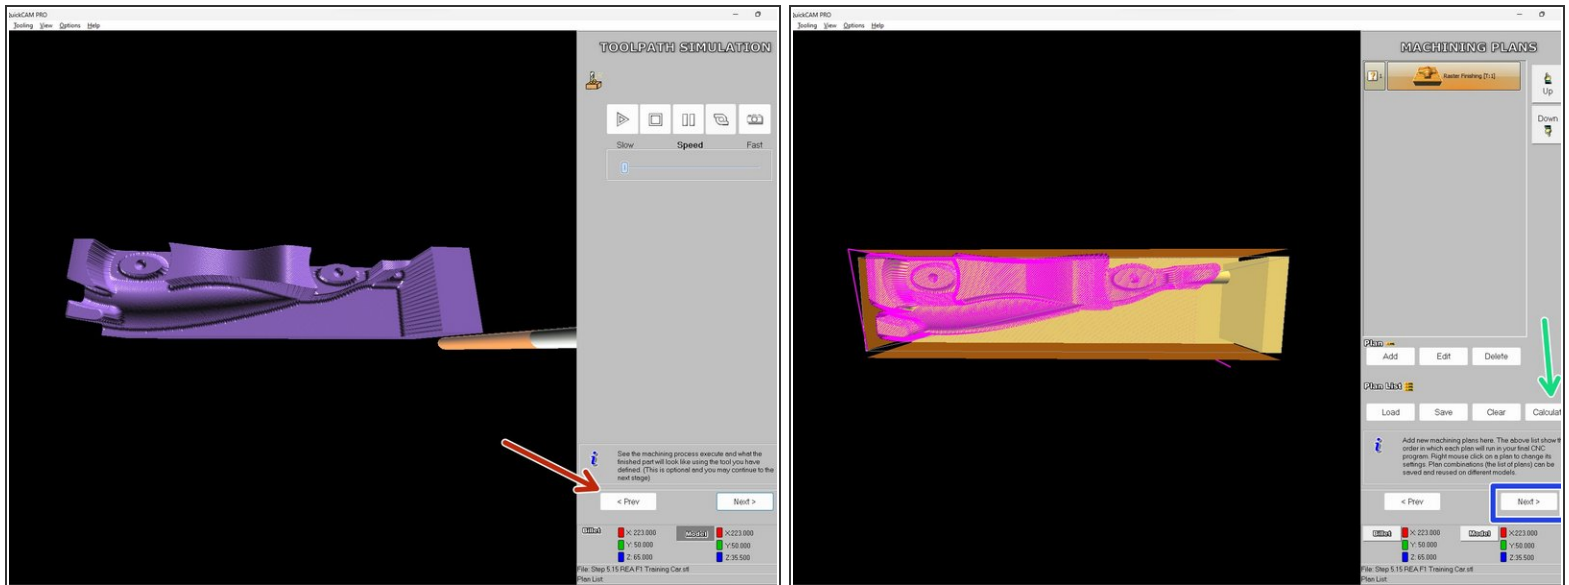 QuickCAM PRO
Tooling View Options Help
TOOLPATH SIMULATION
Slow Speed Fast
See the machining process execute and what the
finished part will look like using the tool you have
defined. (This is optional and you may continue to the
next stage)
< Prev Next >
Billet X: 223.000 Model X:223.000
Y: 50.000 Y:50.000
Z: 65.000 Z:35.500
File: Step 5.15 REA F1 Training Car.stl
Plan List:
QuickCAM PRO
Tooling View Options Help
MACHINING PLANS
Raster Finishing [T:1]
Up
Down
Plan
Add Edit Delete
Plan List
Load Save Clear Calculat
Add new machining plans here. The above list show th
order in which each plan will run in your final CNC
program. Right mouse click on a plan to change its
settings. Plan combinations (the list of plans) can be
saved and reused on different models.
< Prev Next >
Billet X: 223.000 Model X:223.000
Y: 50.000 Y:50.000
Z: 65.000 Z:35.500
File: Step 5.15 REA F1 Training Car.stl
Plan List: